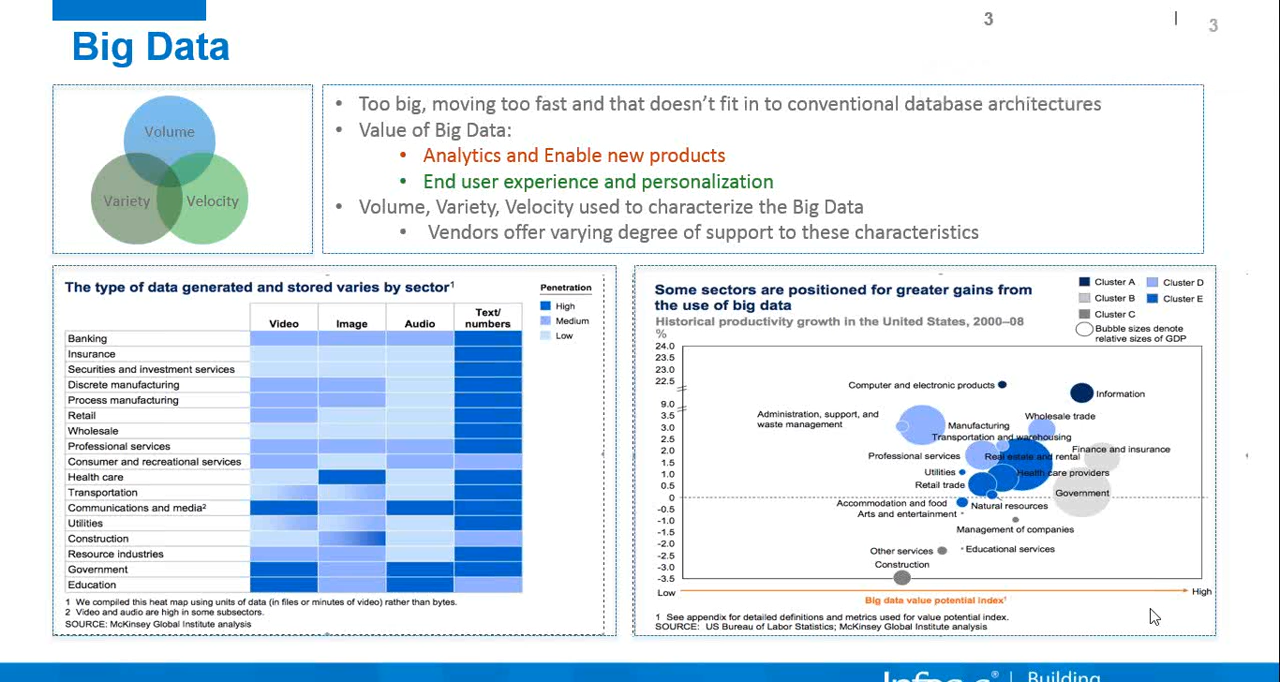 3
3
Big Data
Volume
Variety
Velocity
• Too big, moving too fast and that doesn't fit in to conventional database architectures
• Value of Big Data:
• Analytics and Enable new products
• End user experience and personalization
• Volume, Variety, Velocity used to characterize the Big Data
• Vendors offer varying degree of support to these characteristics
The type of data generated and stored varies by sector¹
Penetration
High
Medium
Low
Video Image Audio Text/
numbers
Banking
Insurance
Securities and investment services
Discrete manufacturing
Process manufacturing
Retail
Wholesale
Professional services
Consumer and recreational services
Health care
Transportation
Communications and media²
Utilities
Construction
Resource industries
Government
Education
1 We compiled this heat map using units of data (in files or minutes of video) rather than bytes.
2 Video and audio are high in some subsectors.
SOURCE: McKinsey Global Institute analysis
Some sectors are positioned for greater gains from
the use of big data
Historical productivity growth in the United States, 2000–08
%
Cluster A Cluster D
Cluster B Cluster E
Cluster C
Bubble sizes denote
relative sizes of GDP
24.0
23.5
23.0
22.5
9.0
3.5
3.0
2.5
2.0
1.5
1.0
0.5
0
-0.5
-1.0
-1.5
-2.0
-2.5
-3.0
-3.5
Computer and electronic products
Information
Administration, support, and
waste management
Wholesale trade
Manufacturing
Transportation and warehousing
Finance and insurance
Professional services
Real estate and rental
Utilities
Health care providers
Retail trade
Government
Accommodation and food
Natural resources
Arts and entertainment
Management of companies
Other services
Educational services
Construction
Low
High
Big data value potential index¹
1 See appendix for detailed definitions and metrics used for value potential index.
SOURCE: US Bureau of Labor Statistics; McKinsey Global Institute analysis
Building